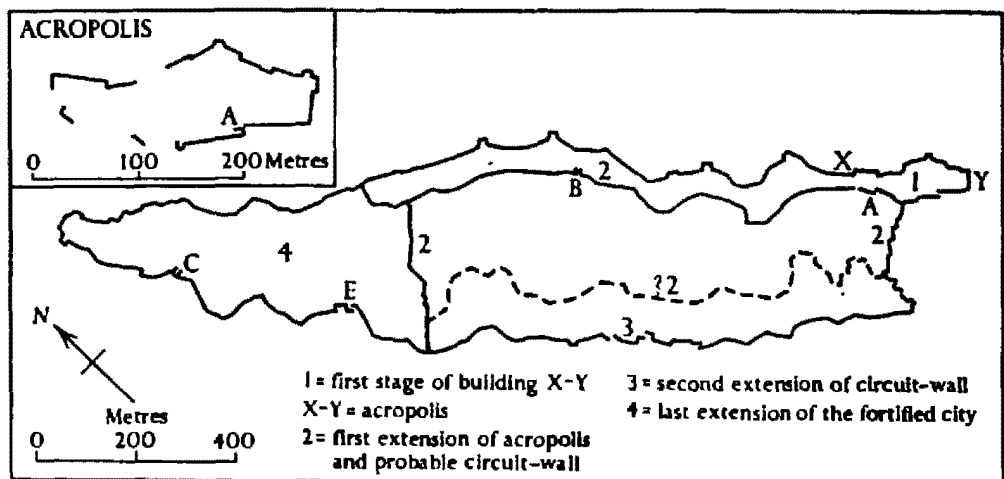 ACROPOLIS
A
0 100 200 Metres
X
2
B
1
Y
A
2
4
2
C
?2
E
3
N
1 = first stage of building X-Y
X-Y = acropolis
2 = first extension of acropolis
and probable circuit-wall
3 = second extension of circuit-wall
4 = last extension of the fortified city
Metres
0 200 400